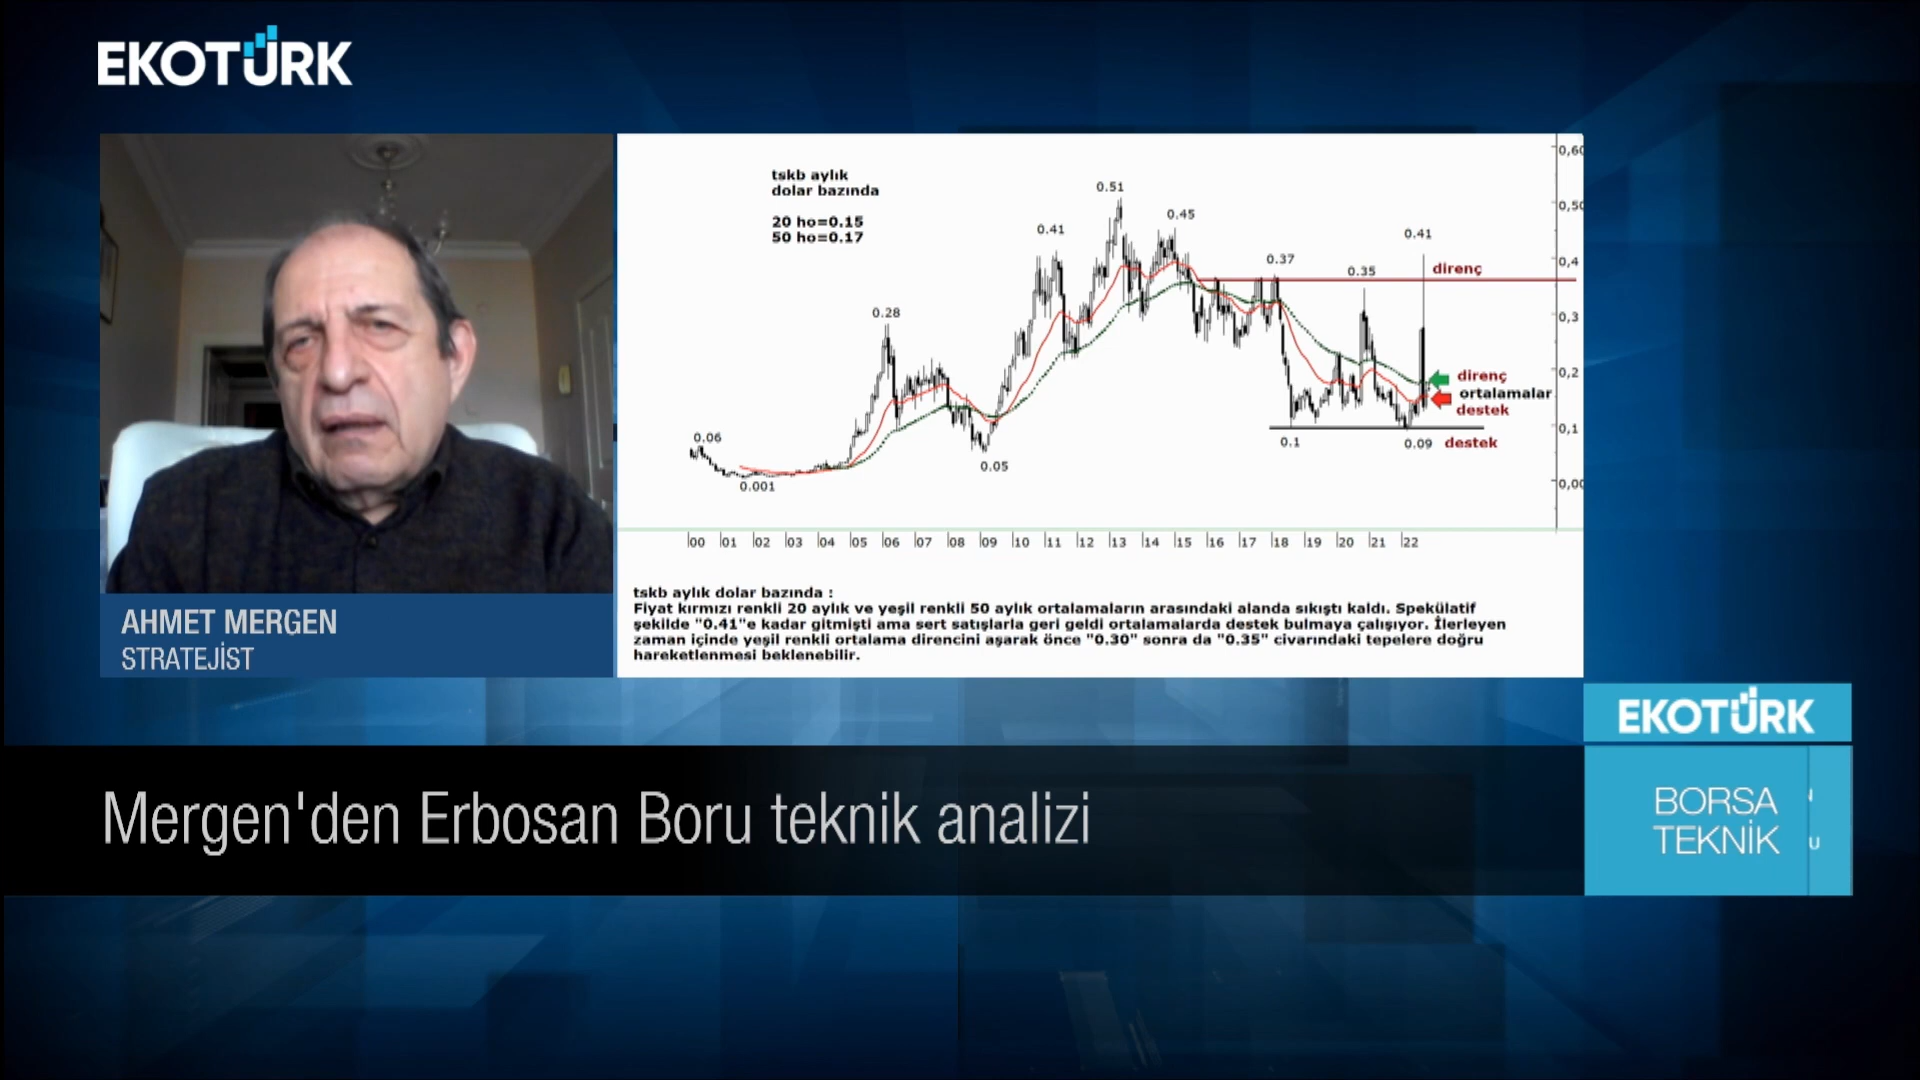 EKOTÜRK
tskb aylık
dolar bazında
20 ho=0.15
50 ho=0.17
0.51
0.45
0.41
0.41
0.37
0.35
direnç
0.28
direnç
ortalamalar
destek
0.06
0.1
0.09
destek
0.05
0.001
0,5
0,4
0,3
0,2
0,1
0,0
00 01 02 03 04 05 06 07 08 09 10 11 12 13 14 15 16 17 18 19 20 21 22
tskb aylık dolar bazında :
Fiyat kırmızı renkli 20 aylık ve yeşil renkli 50 aylık ortalamaların arasındaki alanda sıkıştı kaldı. Spekülatif
şekilde "0.41"e kadar gitmişti ama sert satışlarla geri geldi ortalamalarda destek bulmaya çalışıyor. İlerleyen
zaman içinde yeşil renkli ortalama direncini aşarak önce "0.30" sonra da "0.35" civarındaki tepelere doğru
hareketlenmesi beklenebilir.
AHMET MERGEN
STRATEJİST
EKOTÜRK
Mergen'den Erbosan Boru teknik analizi
BORSA
TEKNİK